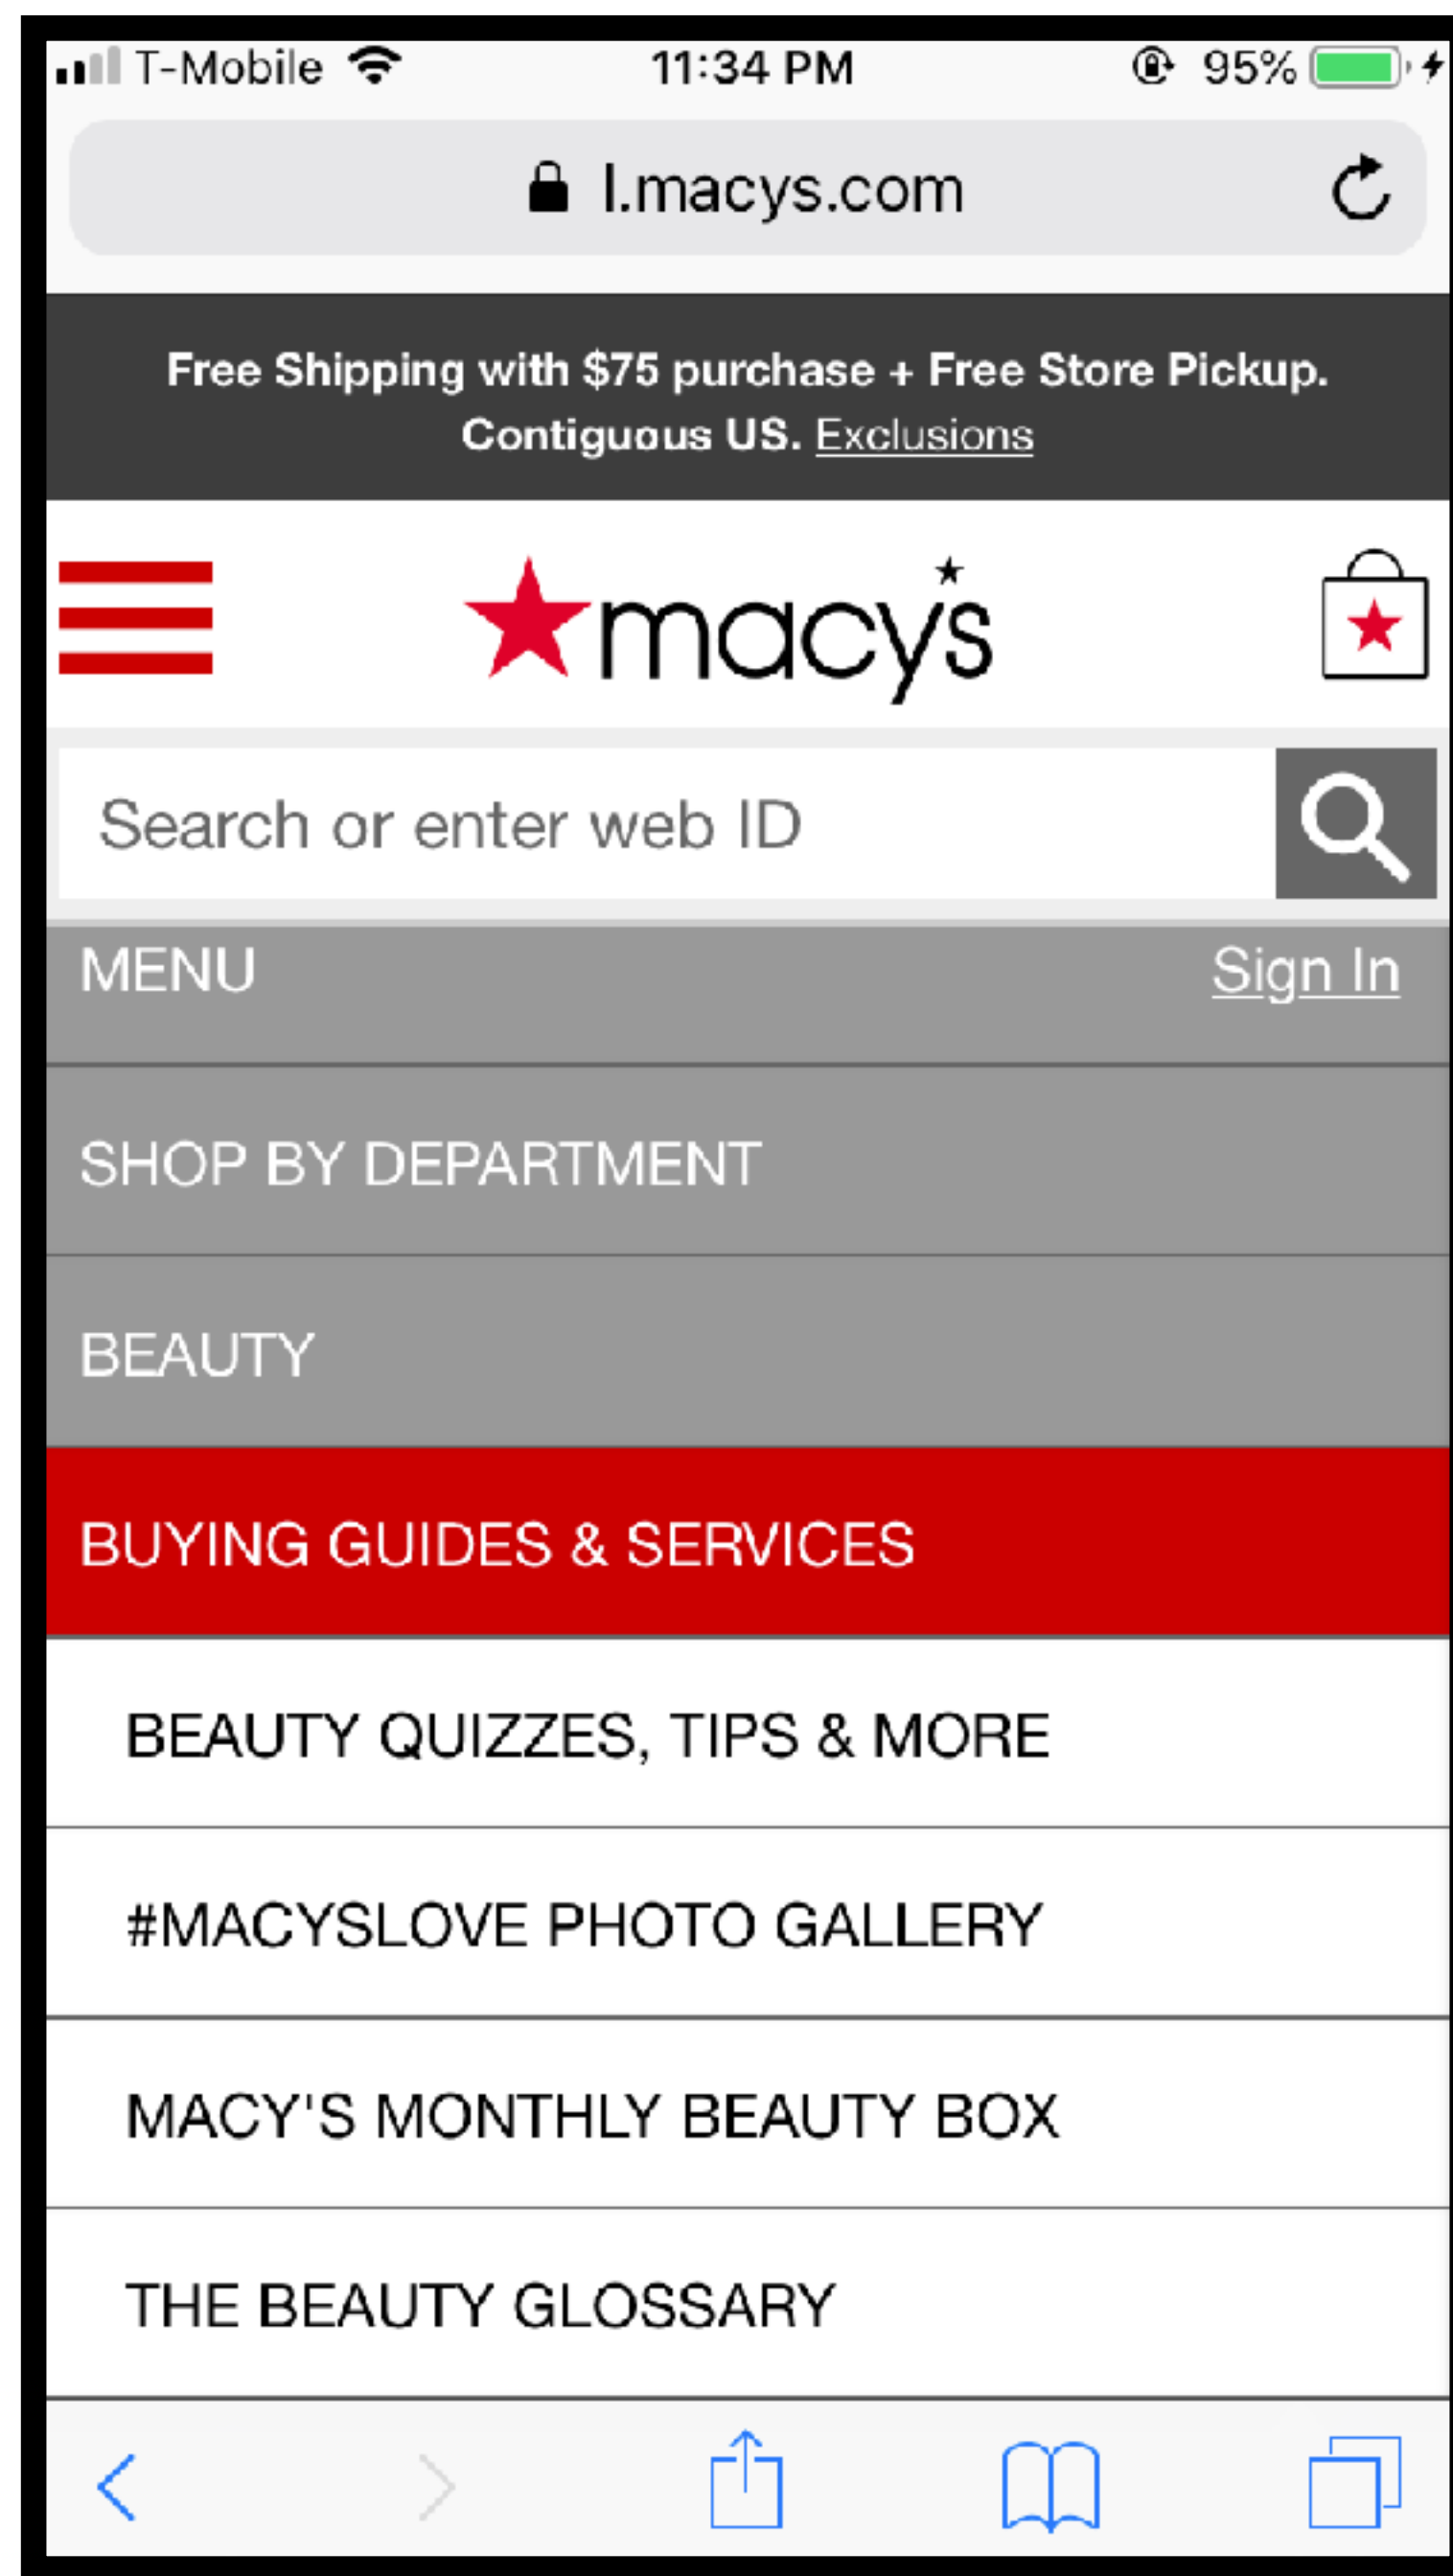 T-Mobile 11:34 PM 95%
l.macys.com
Free Shipping with $75 purchase + Free Store Pickup.
Contiguous US. Exclusions
macy's
Search or enter web ID
MENU Sign In
SHOP BY DEPARTMENT
BEAUTY
BUYING GUIDES & SERVICES
BEAUTY QUIZZES, TIPS & MORE
#MACYSLOVE PHOTO GALLERY
MACY'S MONTHLY BEAUTY BOX
THE BEAUTY GLOSSARY